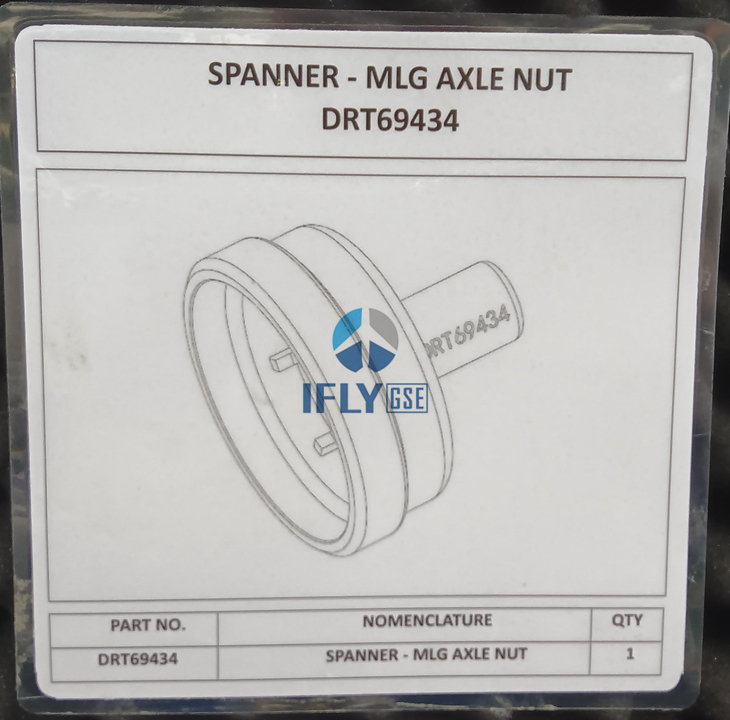 SPANNER - MLG AXLE NUT
DRT69434
DRT69434
IFLY GSE
PART NO.
NOMENCLATURE
QTY
DRT69434
SPANNER - MLG AXLE NUT
1